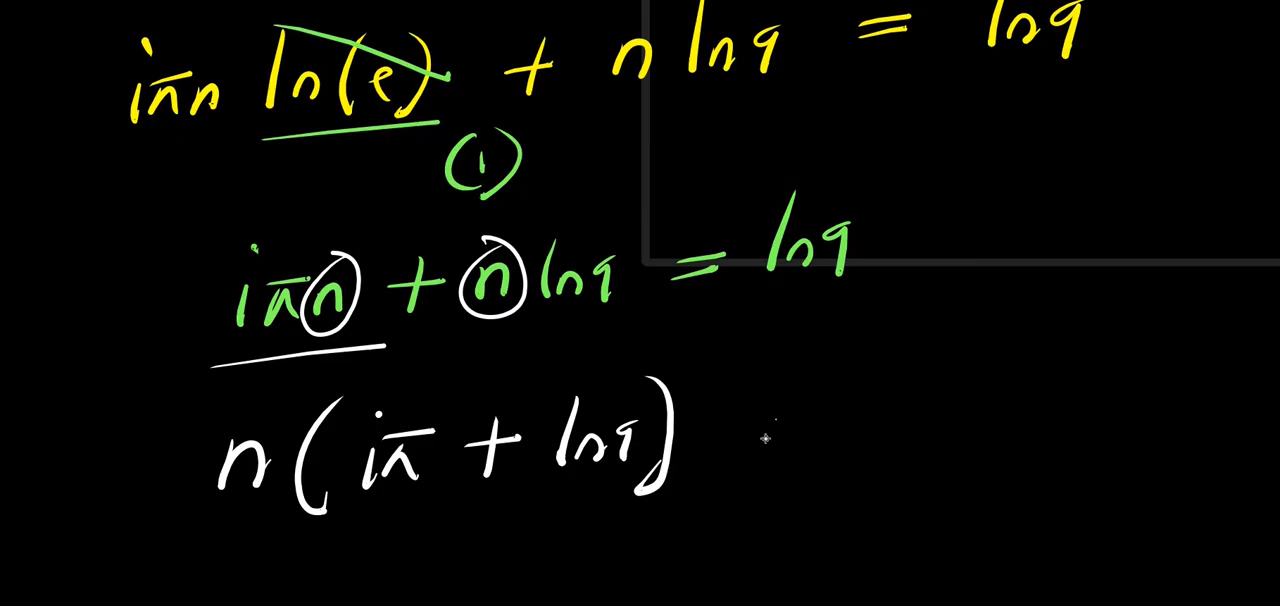 iπn ln(e) + n ln9 = ln9
(1)
iπn + n ln9 = ln9
n(iπ + ln9)